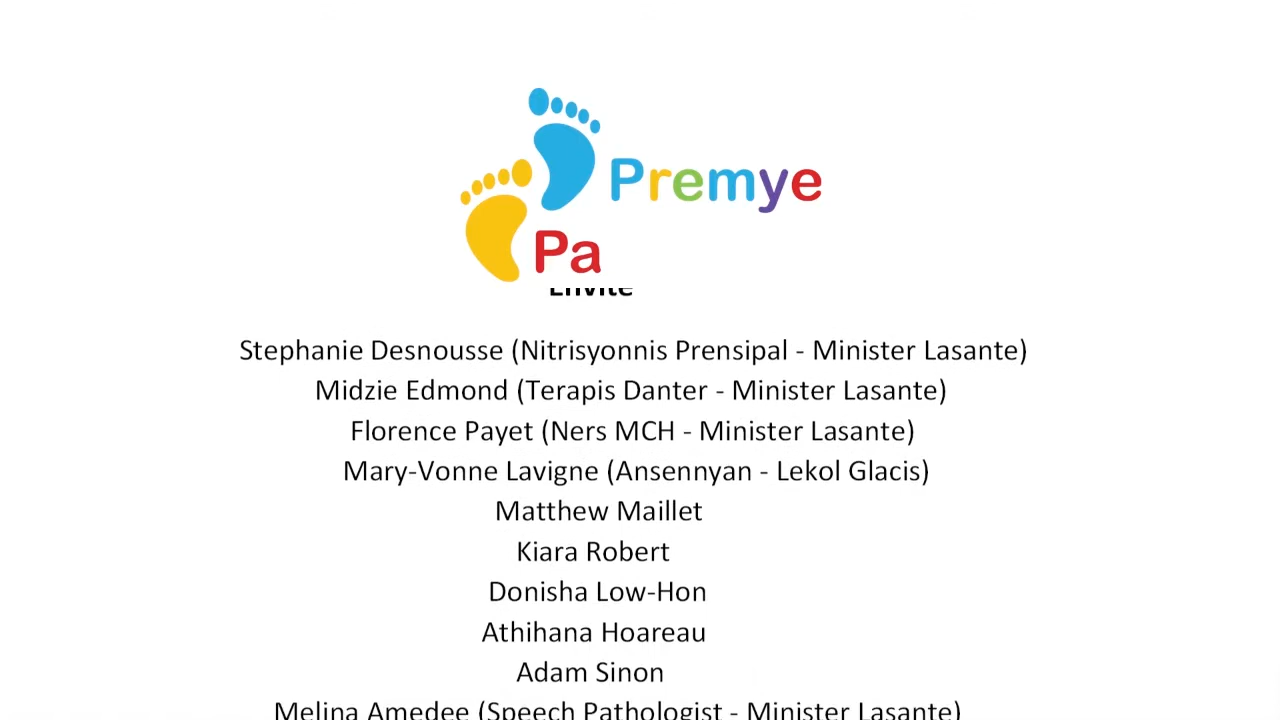 Premye
Pa
Envite
Stephanie Desnousse (Nitrisyonnis Prensipal - Minister Lasante)
Midzie Edmond (Terapis Danter - Minister Lasante)
Florence Payet (Ners MCH - Minister Lasante)
Mary-Vonne Lavigne (Ansennyan - Lekol Glacis)
Matthew Maillet
Kiara Robert
Donisha Low-Hon
Athihana Hoareau
Adam Sinon
Melina Amedee (Speech Pathologist - Minister Lasante)